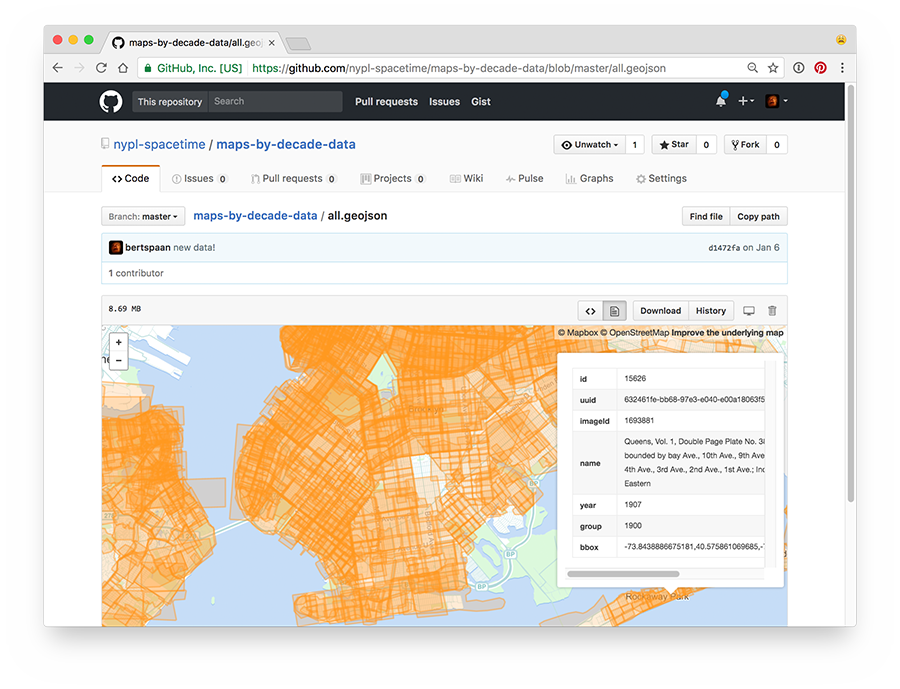 maps-by-decade-data/all.geoj
GitHub, Inc. [US] https://github.com/nypl-spacetime/maps-by-decade-data/blob/master/all.geojson
This repository Search Pull requests Issues Gist
nypl-spacetime / maps-by-decade-data Unwatch 1 Star 0 Fork 0
Code Issues 0 Pull requests 0 Projects 0 Wiki Pulse Graphs Settings
Branch: master maps-by-decade-data / all.geojson Find file Copy path
bertspaan new data! d1472fa on Jan 6
1 contributor
8.69 MB Download History
© Mapbox © OpenStreetMap Improve the underlying map
+
−
id 15626
uuid 632461fe-bb68-97e3-e040-e00a18063f5
imageId 1693881
name Queens, Vol. 1, Double Page Plate No. 38
bounded by bay Ave., 10th Ave., 9th Ave
4th Ave., 3rd Ave., 2nd Ave., 1st Ave.; Inc
Eastern
year 1907
group 1900
bbox -73.8438886675181,40.575861069685,-
Brooklyn
BP
BP
BP
Rockaway Park